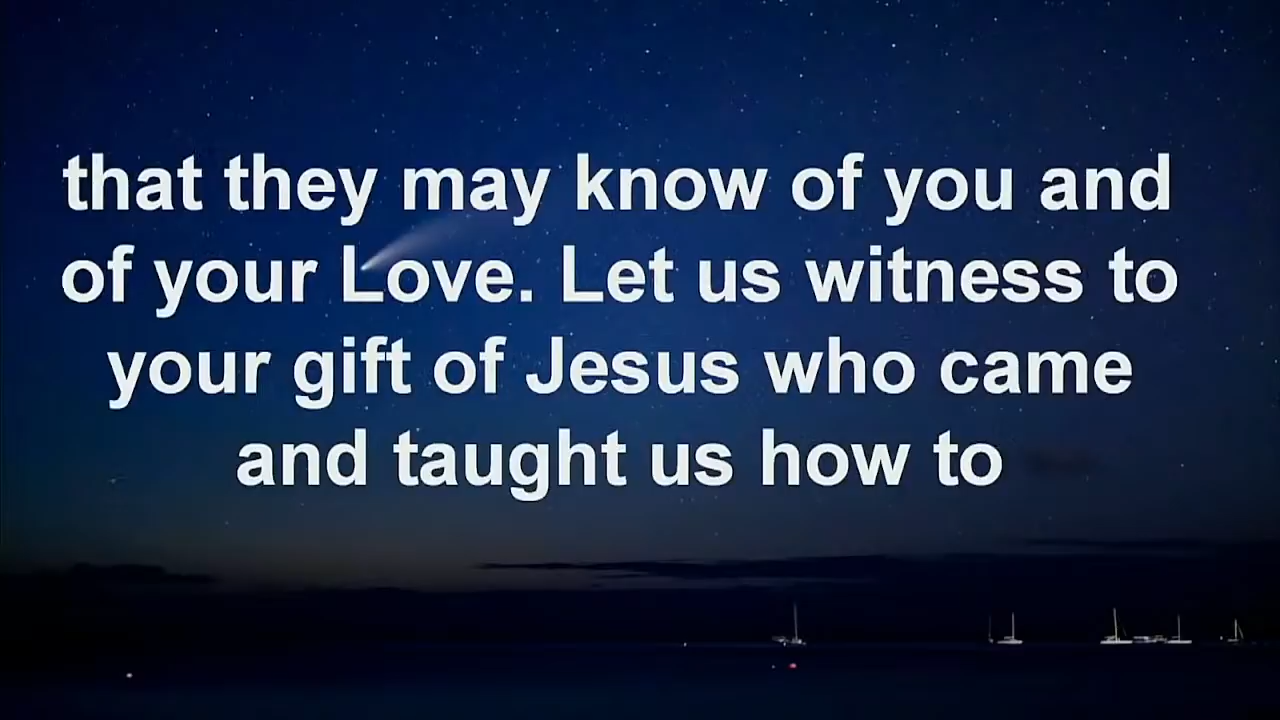 that they may know of you and
of your Love. Let us witness to
your gift of Jesus who came
and taught us how to